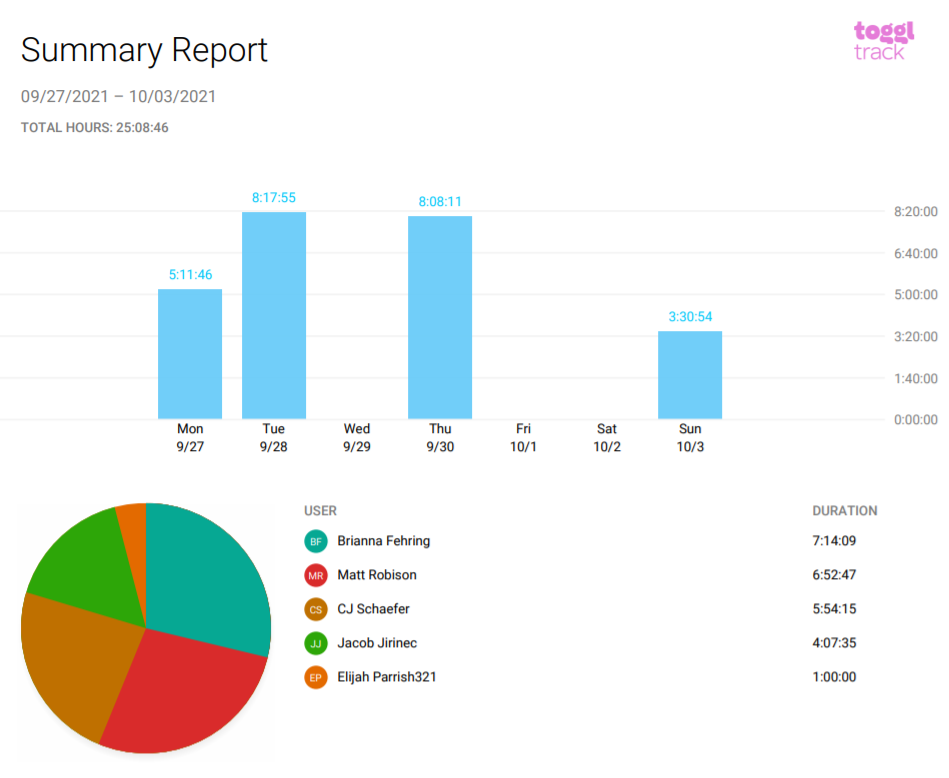 toggl
track
Summary Report
09/27/2021 – 10/03/2021
TOTAL HOURS: 25:08:46
8:17:55
8:08:11
5:11:46
3:30:54
8:20:00
6:40:00
5:00:00
3:20:00
1:40:00
0:00:00
Mon Tue Wed Thu Fri Sat Sun
9/27 9/28 9/29 9/30 10/1 10/2 10/3
USER DURATION
BF Brianna Fehring 7:14:09
MR Matt Robison 6:52:47
CS CJ Schaefer 5:54:15
JJ Jacob Jirinec 4:07:35
EP Elijah Parrish321 1:00:00